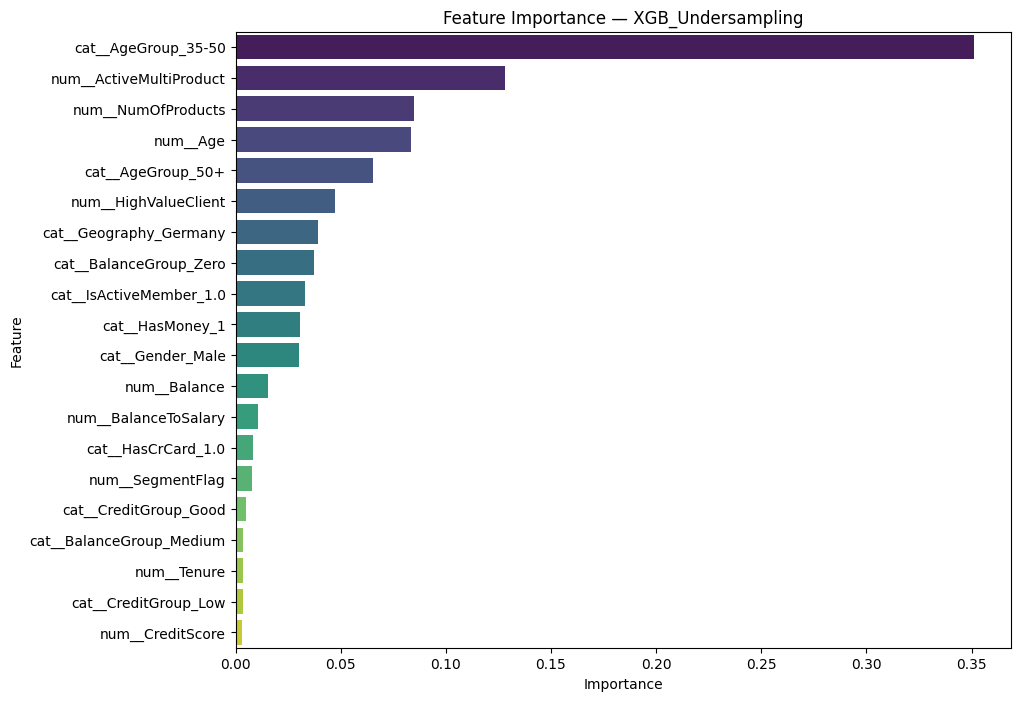 Feature Importance — XGB_Undersampling
Feature
cat__AgeGroup_35-50
num__ActiveMultiProduct
num__NumOfProducts
num__Age
cat__AgeGroup_50+
num__HighValueClient
cat__Geography_Germany
cat__BalanceGroup_Zero
cat__IsActiveMember_1.0
cat__HasMoney_1
cat__Gender_Male
num__Balance
num__BalanceToSalary
cat__HasCrCard_1.0
num__SegmentFlag
cat__CreditGroup_Good
cat__BalanceGroup_Medium
num__Tenure
cat__CreditGroup_Low
num__CreditScore
0.00 0.05 0.10 0.15 0.20 0.25 0.30 0.35
Importance